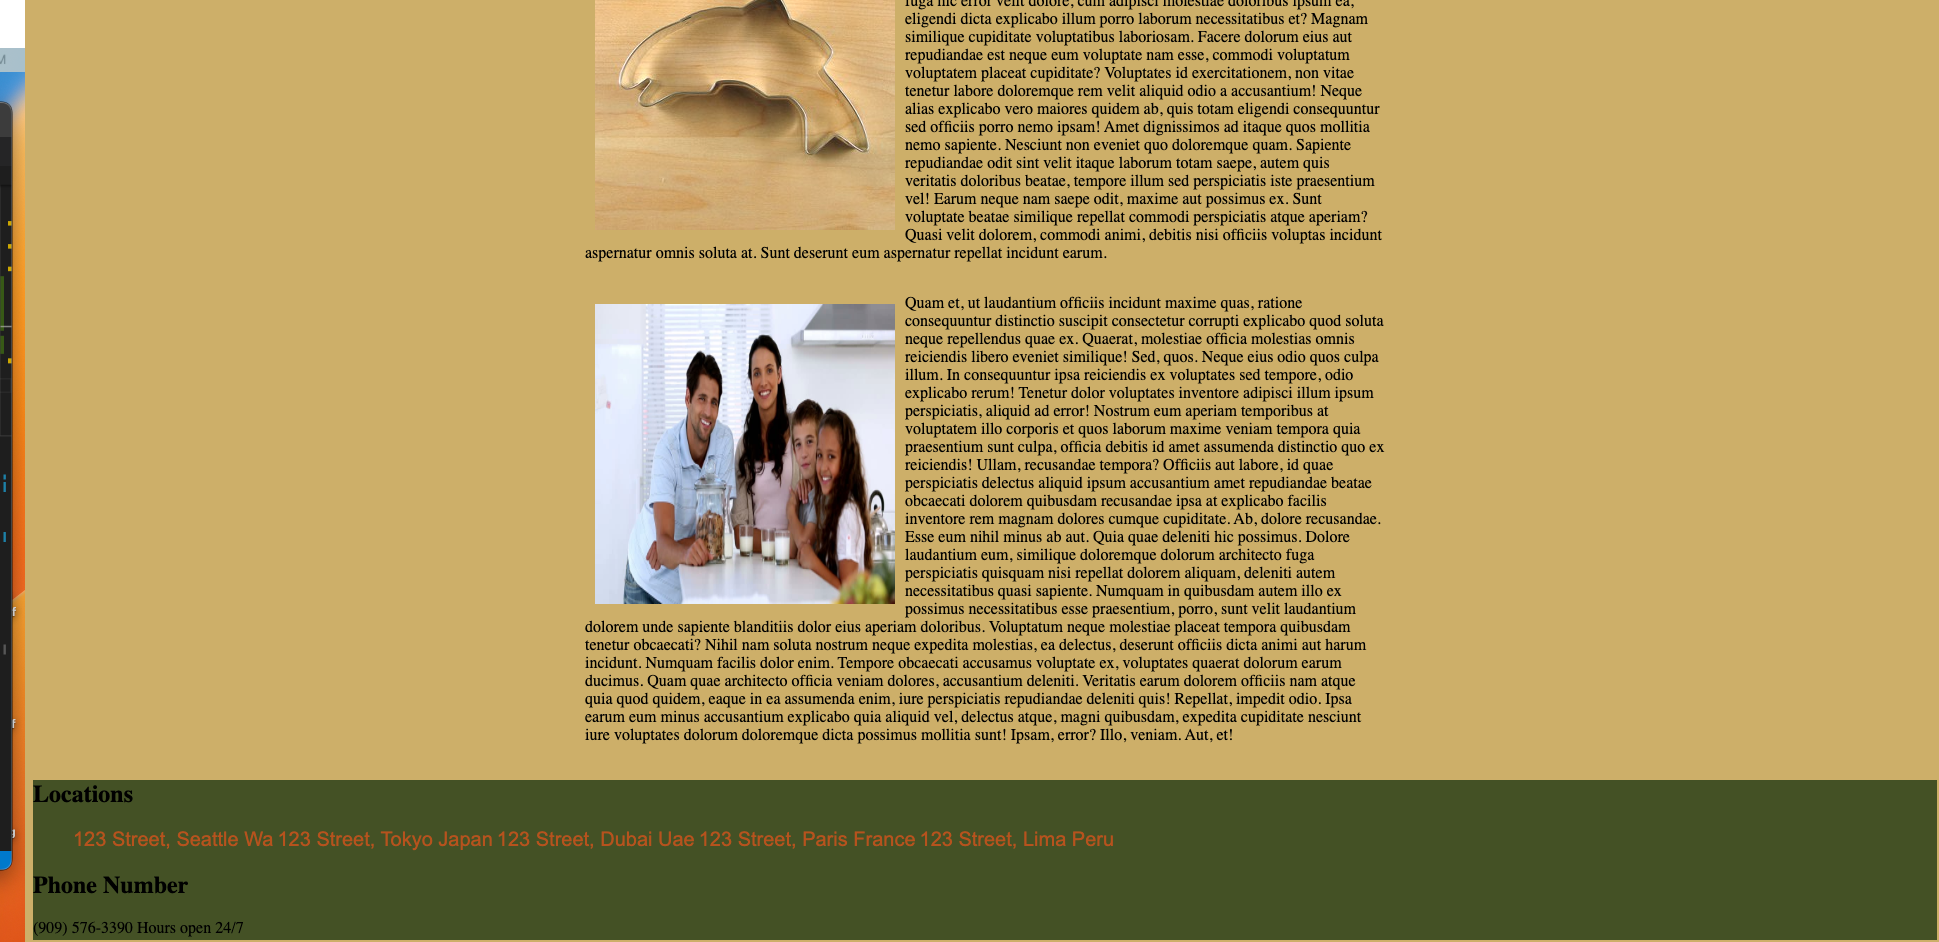 fuga hic error velit dolore, cum adipisci molestiae doloribus ipsum ea,
eligendi dicta explicabo illum porro laborum necessitatibus et? Magnam
similique cupiditate voluptatibus laboriosam. Facere dolorum eius aut
repudiandae est neque eum voluptate nam esse, commodi voluptatum
voluptatem placeat cupiditate? Voluptates id exercitationem, non vitae
tenetur labore doloremque rem velit aliquid odio a accusantium! Neque
alias explicabo vero maiores quidem ab, quis totam eligendi consequuntur
sed officiis porro nemo ipsam! Amet dignissimos ad itaque quos mollitia
nemo sapiente. Nesciunt non eveniet quo doloremque quam. Sapiente
repudiandae odit sint velit itaque laborum totam saepe, autem quis
veritatis doloribus beatae, tempore illum sed perspiciatis iste praesentium
vel! Earum neque nam saepe odit, maxime aut possimus ex. Sunt
voluptate beatae similique repellat commodi perspiciatis atque aperiam?
Quasi velit dolorem, commodi animi, debitis nisi officiis voluptas incidunt
aspernatur omnis soluta at. Sunt deserunt eum aspernatur repellat incidunt earum.
Quam et, ut laudantium officiis incidunt maxime quas, ratione
consequuntur distinctio suscipit consectetur corrupti explicabo quod soluta
neque repellendus quae ex. Quaerat, molestiae officia molestias omnis
reiciendis libero eveniet similique! Sed, quos. Neque eius odio quos culpa
illum. In consequuntur ipsa reiciendis ex voluptates sed tempore, odio
explicabo rerum! Tenetur dolor voluptates inventore adipisci illum ipsum
perspiciatis, aliquid ad error! Nostrum eum aperiam temporibus at
voluptatem illo corporis et quos laborum maxime veniam tempora quia
praesentium sunt culpa, officia debitis id amet assumenda distinctio quo ex
reiciendis! Ullam, recusandae tempora? Officiis aut labore, id quae
perspiciatis delectus aliquid ipsum accusantium amet repudiandae beatae
obcaecati dolorem quibusdam recusandae ipsa at explicabo facilis
inventore rem magnam dolores cumque cupiditate. Ab, dolore recusandae.
Esse eum nihil minus ab aut. Quia quae deleniti hic possimus. Dolore
laudantium eum, similique doloremque dolorum architecto fuga
perspiciatis quisquam nisi repellat dolorem aliquam, deleniti autem
necessitatibus quasi sapiente. Numquam in quibusdam autem illo ex
possimus necessitatibus esse praesentium, porro, sunt velit laudantium
dolorem unde sapiente blanditiis dolor eius aperiam doloribus. Voluptatum neque molestiae placeat tempora quibusdam
tenetur obcaecati? Nihil nam soluta nostrum neque expedita molestias, ea delectus, deserunt officiis dicta animi aut harum
incidunt. Numquam facilis dolor enim. Tempore obcaecati accusamus voluptate ex, voluptates quaerat dolorum earum
ducimus. Quam quae architecto officia veniam dolores, accusantium deleniti. Veritatis earum dolorem officiis nam atque
quia quod quidem, eaque in ea assumenda enim, iure perspiciatis repudiandae deleniti quis! Repellat, impedit odio. Ipsa
earum eum minus accusantium explicabo quia aliquid vel, delectus atque, magni quibusdam, expedita cupiditate nesciunt
iure voluptates dolorum doloremque dicta possimus mollitia sunt! Ipsam, error? Illo, veniam. Aut, et!
Locations
123 Street, Seattle Wa 123 Street, Tokyo Japan 123 Street, Dubai Uae 123 Street, Paris France 123 Street, Lima Peru
Phone Number
(909) 576-3390 Hours open 24/7